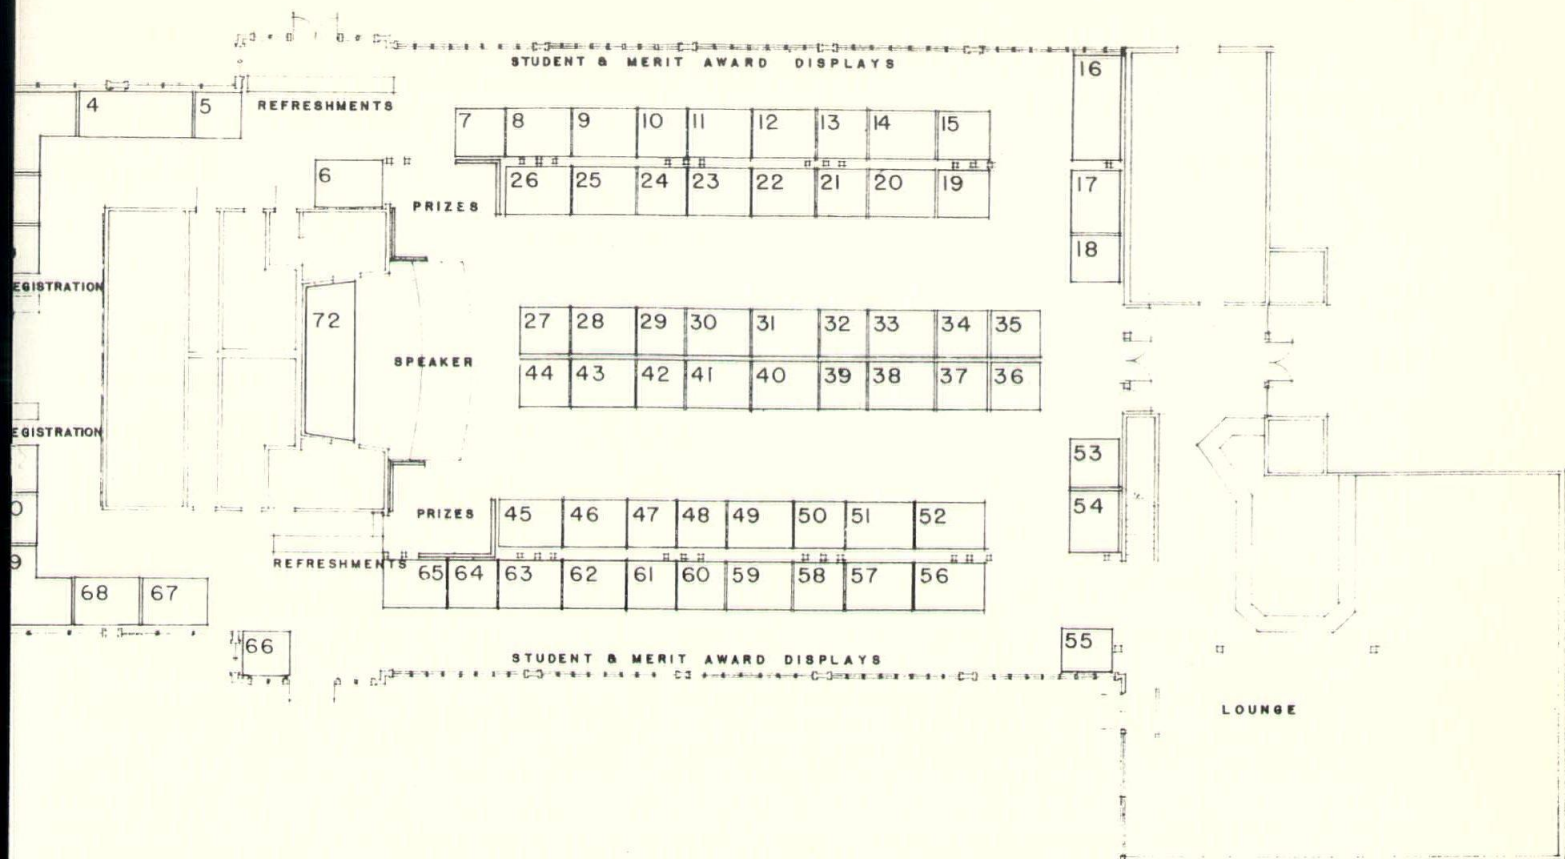 STUDENT & MERIT AWARD DISPLAYS
16
4 5 REFRESHMENTS
7 8 9 10 11 12 13 14 15
6
26 25 24 23 22 21 20 19
17
PRIZES
18
EGISTRATION
72
27 28 29 30 31 32 33 34 35
SPEAKER
44 43 42 41 40 39 38 37 36
EGISTRATION
53
0
PRIZES
45 46 47 48 49 50 51 52
54
9
REFRESHMENTS
65 64 63 62 61 60 59 58 57 56
68 67
66
STUDENT & MERIT AWARD DISPLAYS
55
LOUNGE